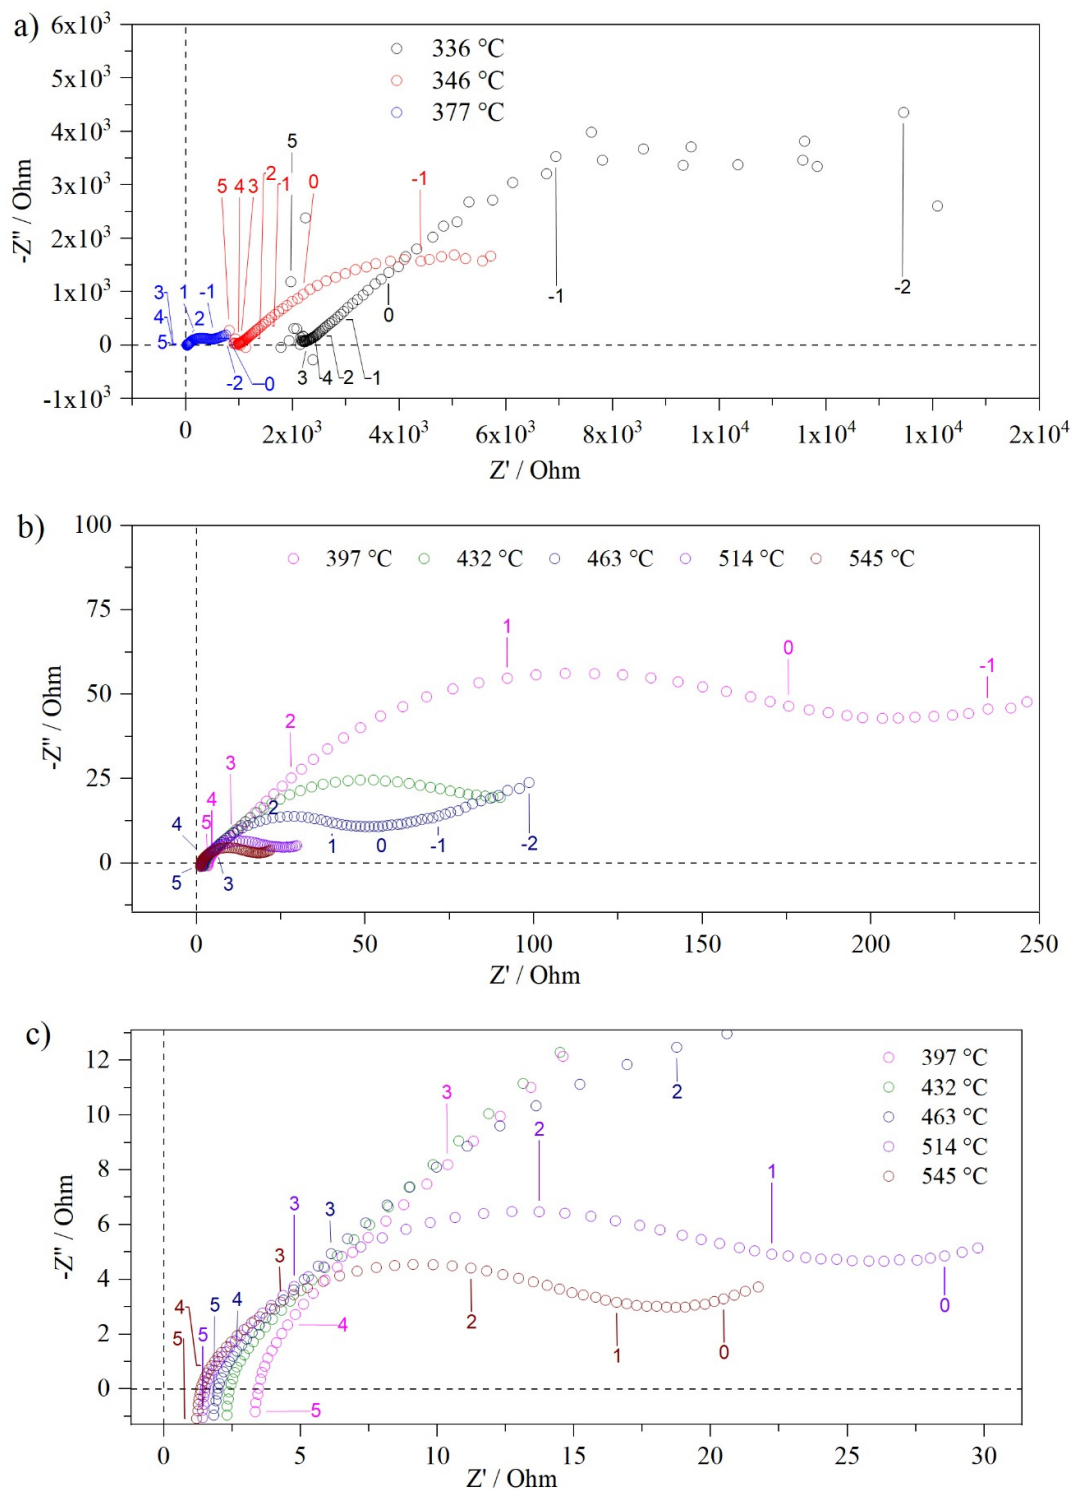 a)
6x10³
5x10³
4x10³
3x10³
2x10³
1x10³
0
-1x10³
-Z" / Ohm
336 °C
346 °C
377 °C
5
5 4 3 2 -1 0
-1
3 1 -1
4 2
5
-2 0
3 4 -2 -1
0
-1
-2
0 2x10³ 4x10³ 6x10³ 8x10³ 1x10⁴ 1x10⁴ 1x10⁴ 2x10⁴
Z' / Ohm
b)
100
75
50
25
0
-Z" / Ohm
397 °C 432 °C 463 °C 514 °C 545 °C
1
0
-1
2
3
4
2
4 5
1 0 -1 -2
5 3
0 50 100 150 200 250
Z' / Ohm
c)
12
10
8
6
4
2
0
-Z" / Ohm
397 °C
432 °C
463 °C
514 °C
545 °C
3
2
2
1
3 3
3
4 5 4
5 5
4
2
1 0
0
5
0 5 10 15 20 25 30
Z' / Ohm